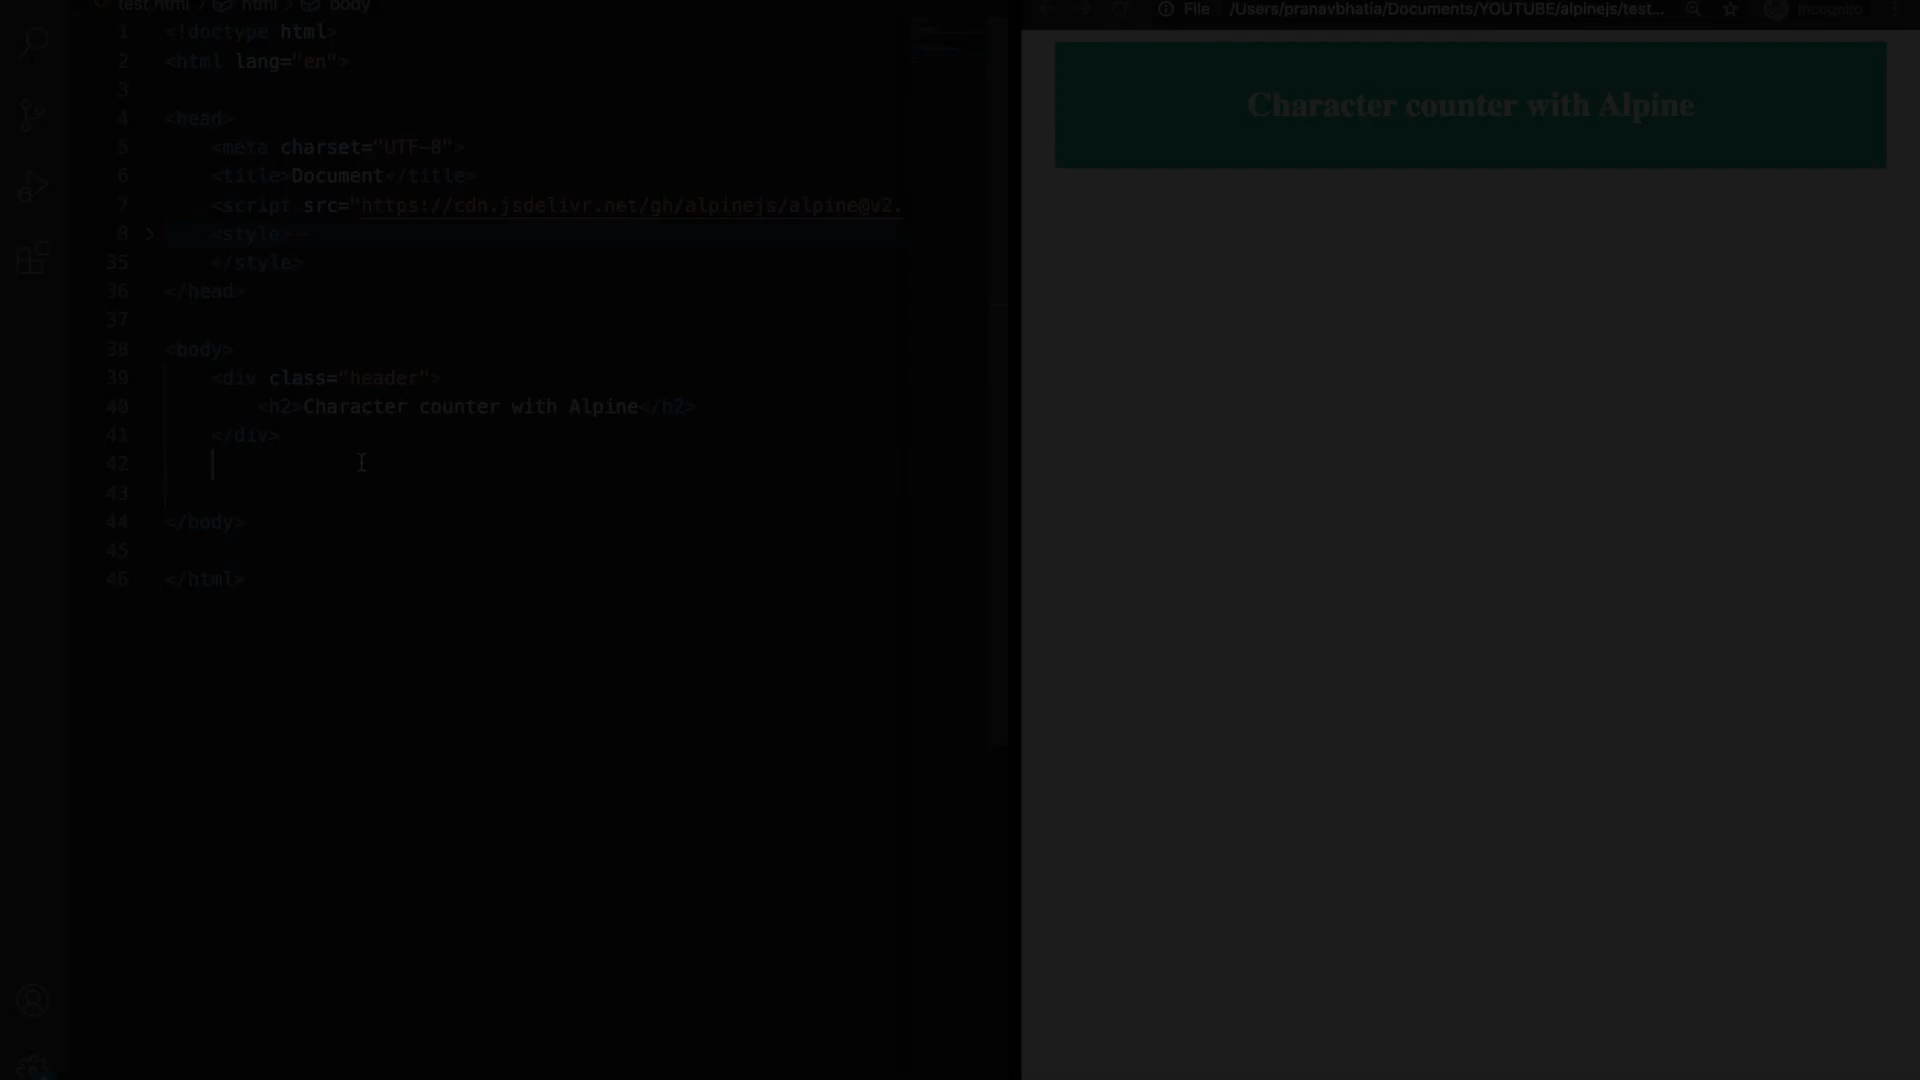 test.html > html > body
1 <!doctype html>
2 <html lang="en">
3
4 <head>
5 <meta charset="UTF-8">
6 <title>Document</title>
7 <script src="https://cdn.jsdelivr.net/gh/alpinejs/alpine@v2.
8 <style>
35 </style>
36 </head>
37
38 <body>
39 <div class="header">
40 <h2>Character counter with Alpine</h2>
41 </div>
42
43
44 </body>
45
46 </html>
File /Users/pranavbhatia/Documents/YOUTUBE/alpinejs/test... Incognito
Character counter with Alpine